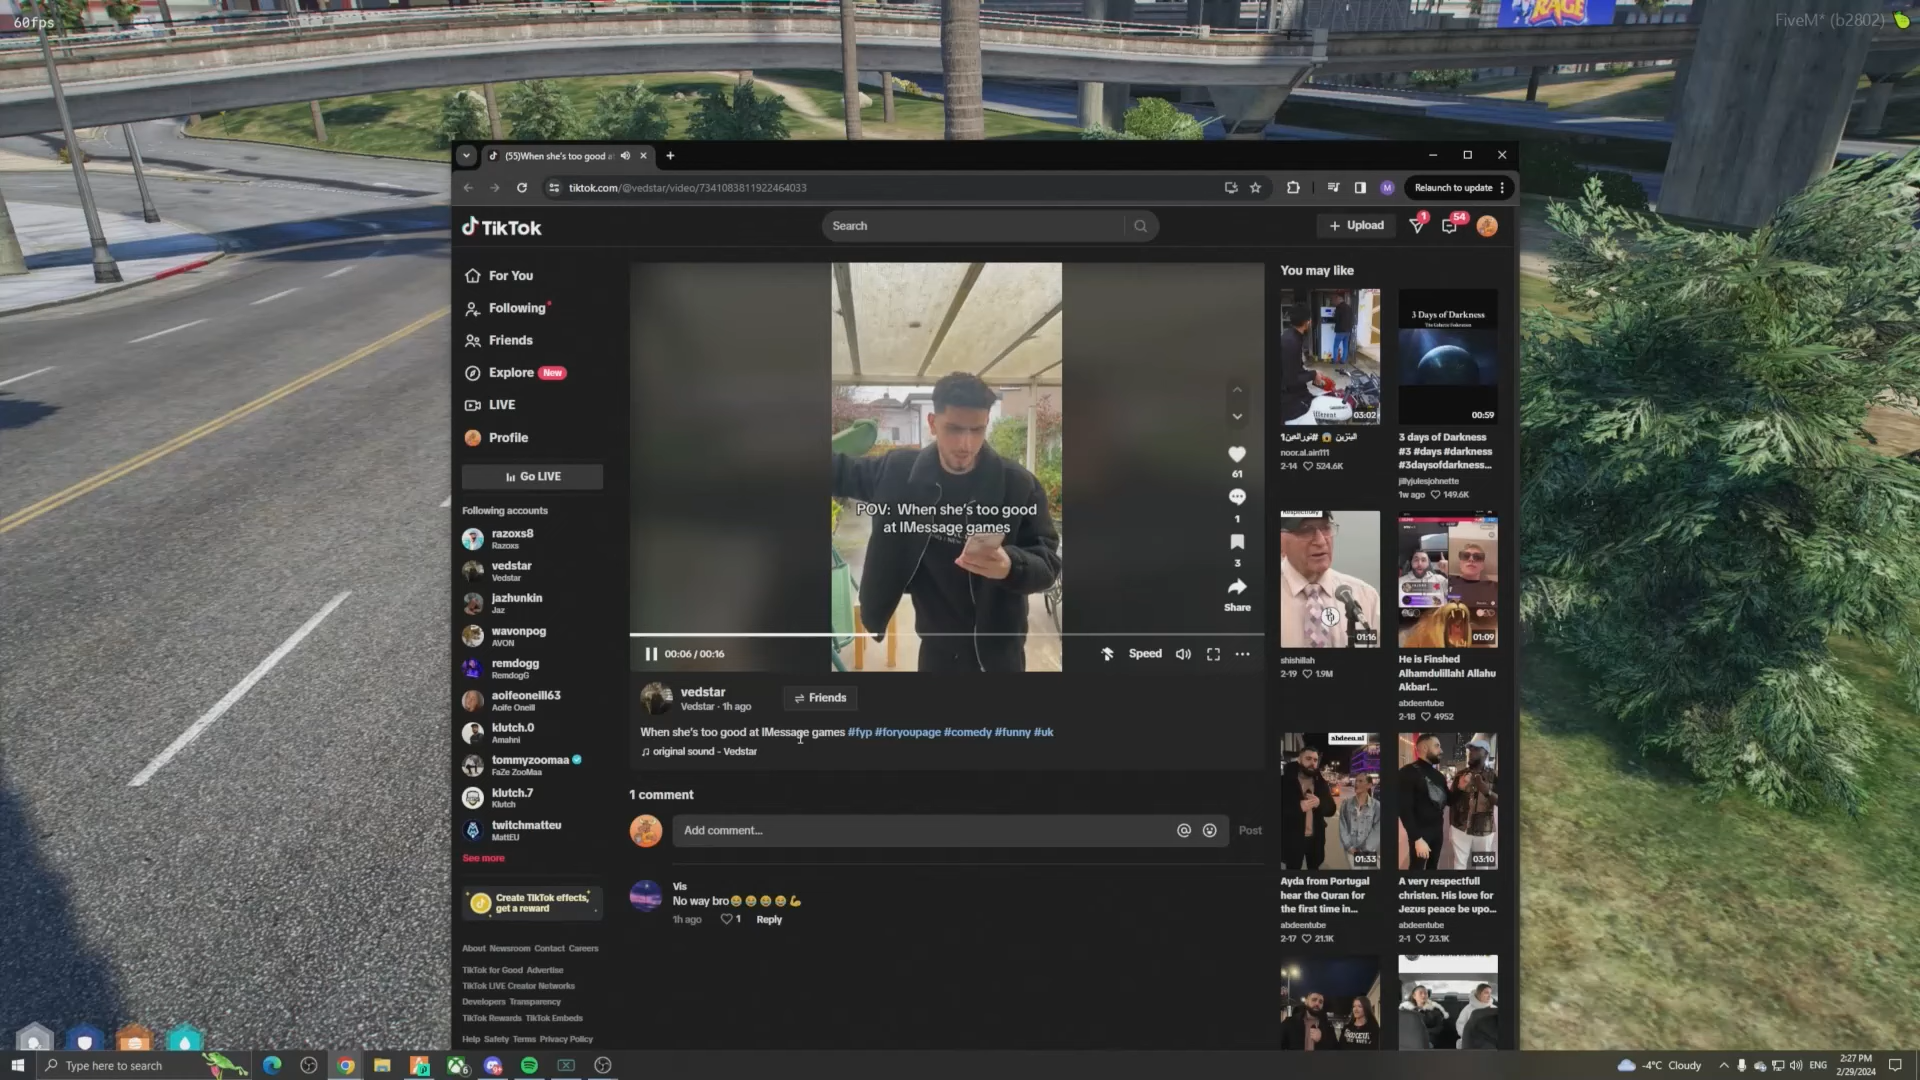 60fps
RAGE
FiveM* (b2802)
(55)When she's too good a
tiktok.com/@vedstar/video/7341083811922464033
M
Relaunch to update
TikTok
Search
Upload
1
54
For You
Following
Friends
Explore New
LIVE
Profile
Go LIVE
Following accounts
razoxs8
Razoxs
vedstar
Vedstar
jazhunkin
Jaz
wavonpog
AVON
remdogg
RemdogG
aoifeoneill63
Aoife Oneill
klutch.0
Amahni
tommyzoomaa
FaZe ZooMaa
klutch.7
Klutch
twitchmatteu
MattEU
See more
Create TikTok effects,
get a reward
About Newsroom Contact Careers
TikTok for Good Advertise
TikTok LIVE Creator Networks
Developers Transparency
TikTok Rewards TikTok Embeds
Help Safety Terms Privacy Policy
POV: When she's too good
at IMessage games
61
1
3
Share
00:06 / 00:16
Speed
vedstar
Vedstar · 1h ago
Friends
When she's too good at IMessage games #fyp #foryoupage #comedy #funny #uk
original sound - Vedstar
1 comment
Add comment...
Post
Vis
No way bro😭😭😭😭💪
1h ago 1 Reply
You may like
03:02
البنزين 😱 #نورالعين1
noor.al.ain111
2-14 524.6K
3 Days of Darkness
00:59
3 days of Darkness
#3 #days #darkness
#3daysofdarkness...
jillyjulesjohnette
1w ago 149.6K
01:16
shishillah
2-19 1.9M
01:09
He is Finshed
Alhamdulillah! Allahu
Akbar!...
abdeentube
2-18 4952
abdeen.nl
01:33
Ayda from Portugal
hear the Quran for
the first time in...
abdeentube
2-17 21.1K
03:10
A very respectfull
christen. His love for
Jezus peace be upo...
abdeentube
2-1 23.1K
Type here to search
-4°C Cloudy
ENG
2:27 PM
2/29/2024